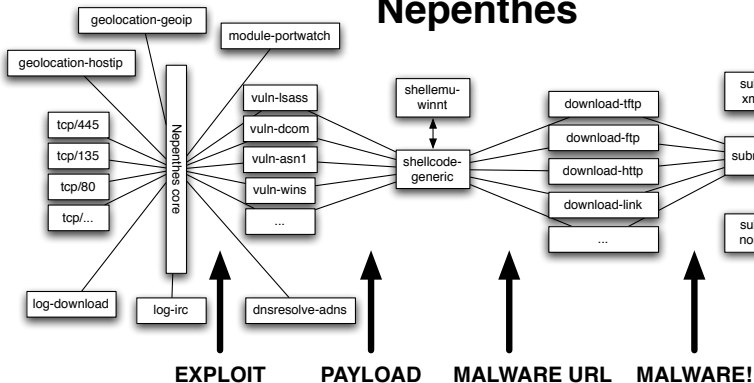 Nepenthes
geolocation-geoip
module-portwatch
geolocation-hostip
tcp/445
tcp/135
tcp/80
tcp/...
Nepenthes core
vuln-lsass
vuln-dcom
vuln-asn1
vuln-wins
...
shellemu-
winnt
shellcode-
generic
download-tftp
download-ftp
download-http
download-link
...
log-download
log-irc
dnsresolve-adns
EXPLOIT
PAYLOAD
MALWARE URL
MALWARE!